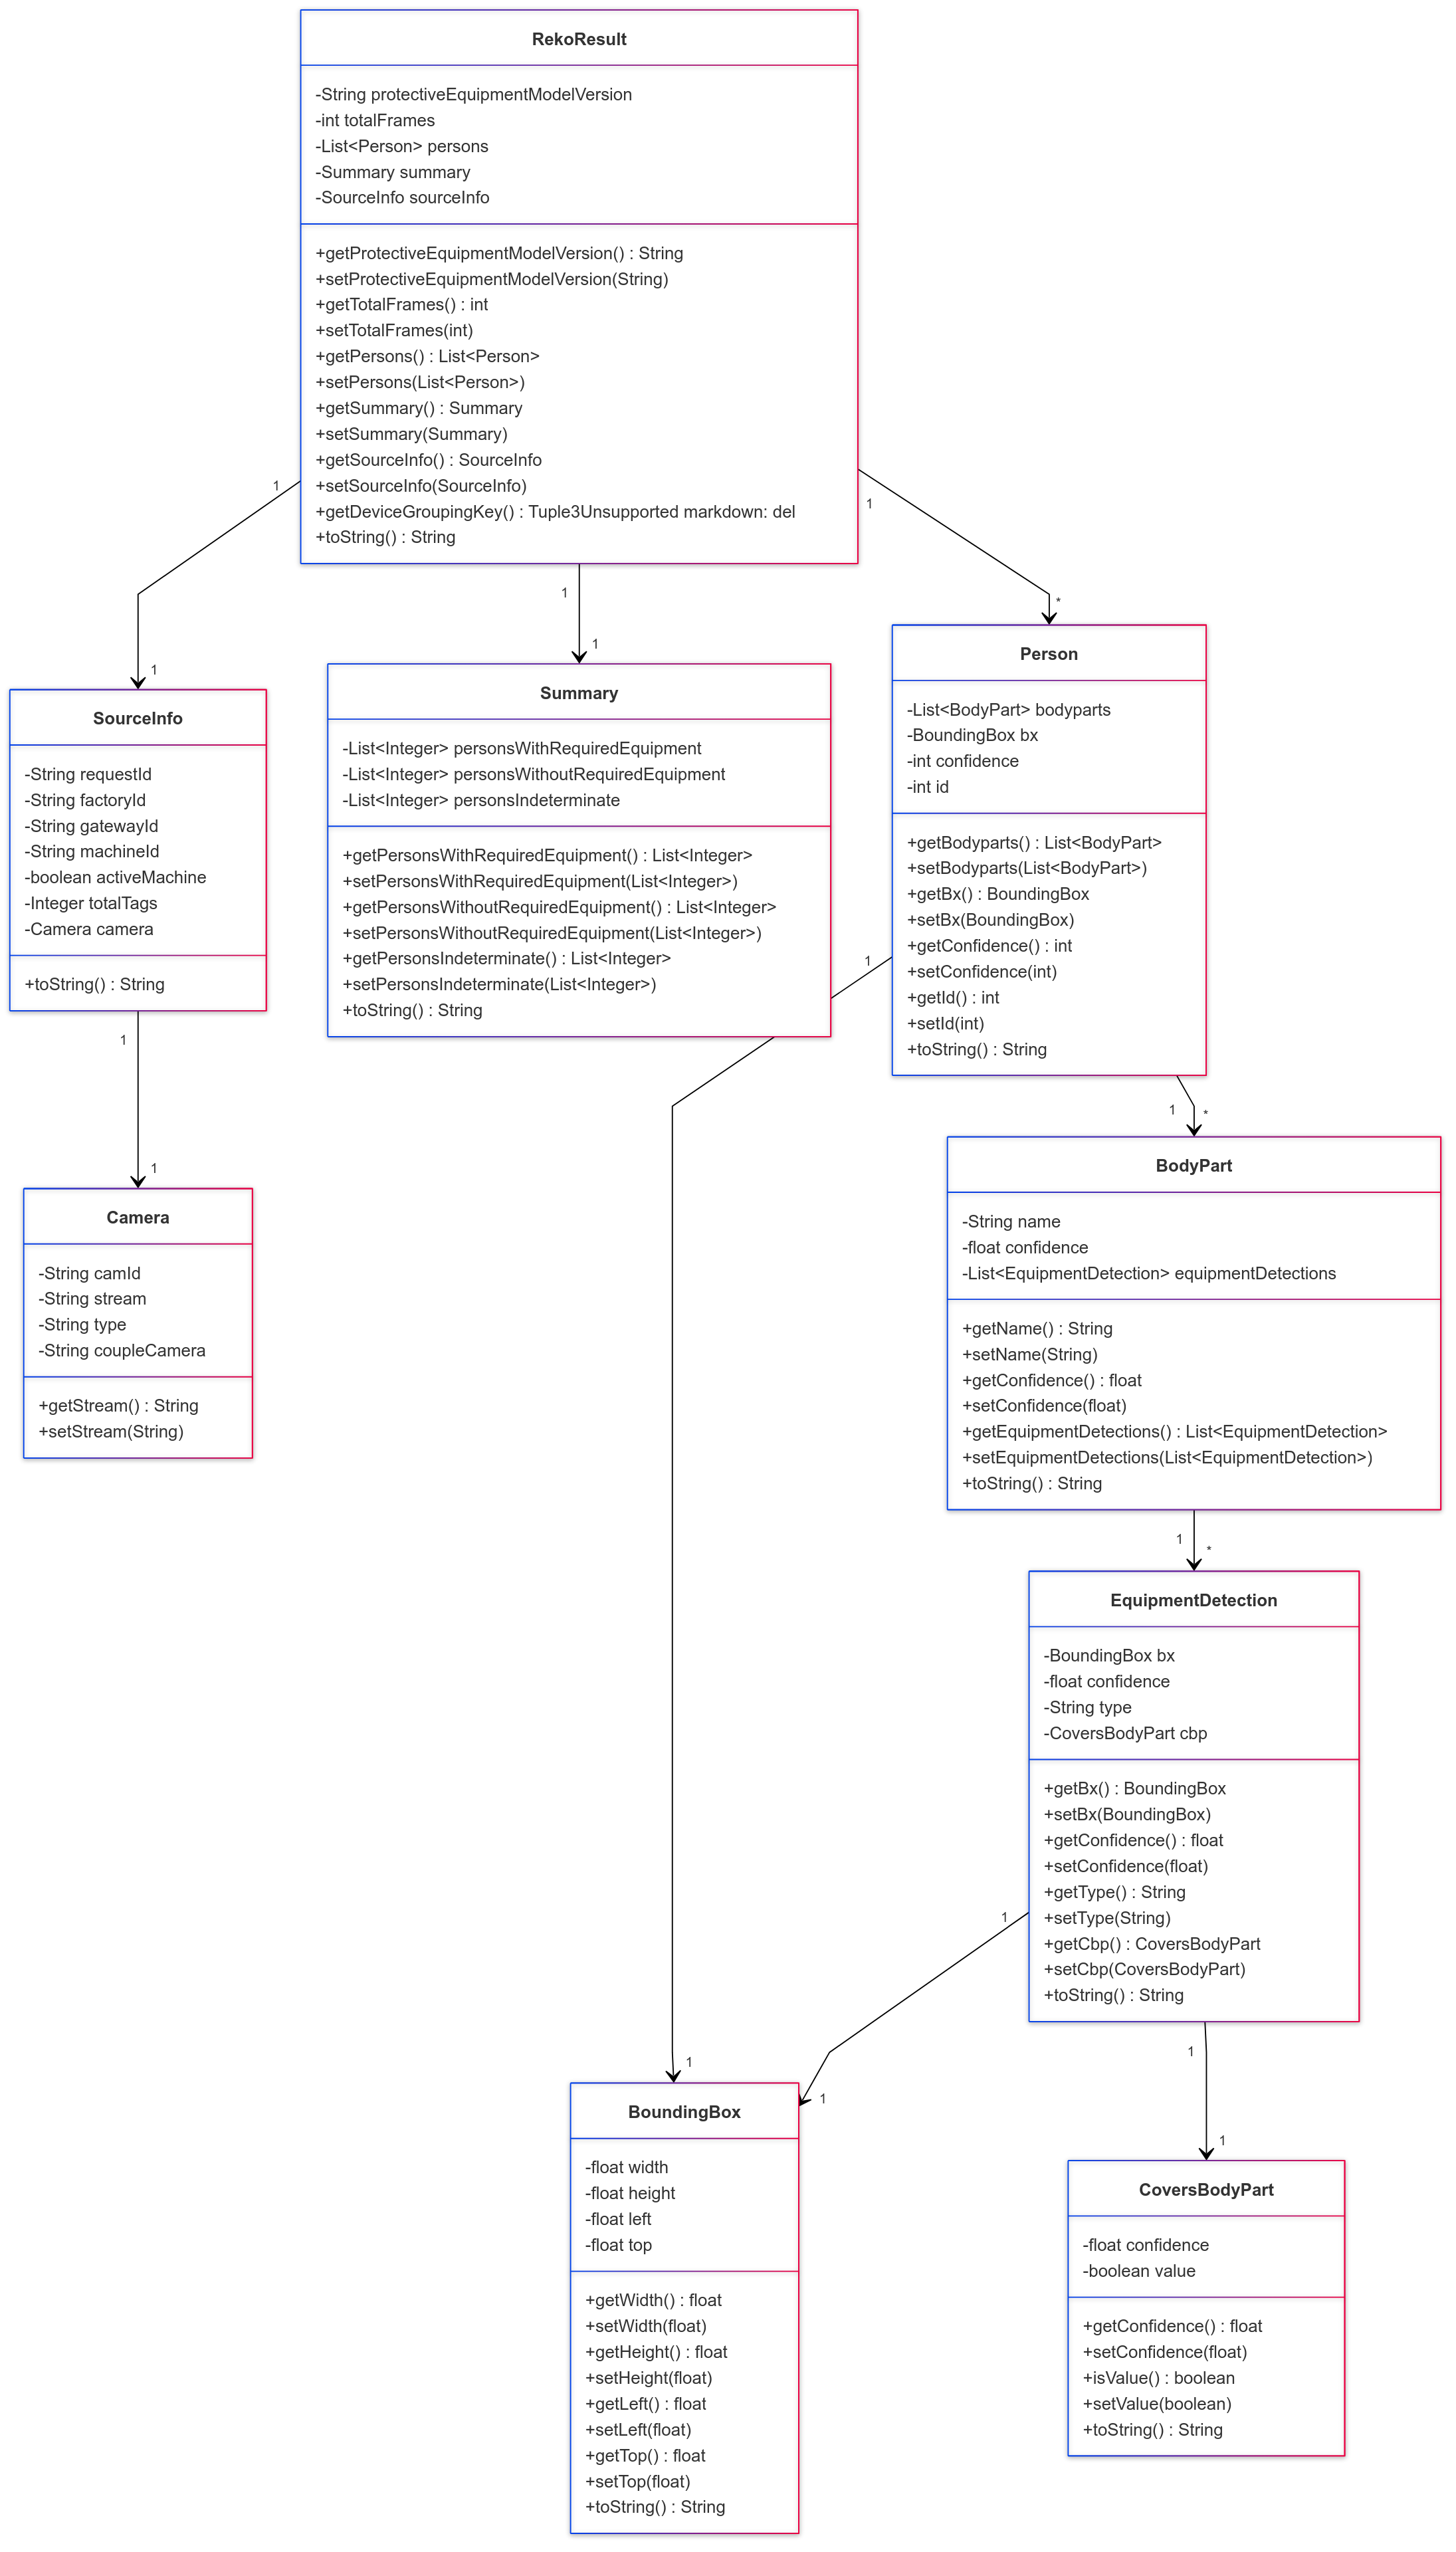 RekoResult
-String protectiveEquipmentModelVersion
-int totalFrames
-List<Person> persons
-Summary summary
-SourceInfo sourceInfo
+getProtectiveEquipmentModelVersion() : String
+setProtectiveEquipmentModelVersion(String)
+getTotalFrames() : int
+setTotalFrames(int)
+getPersons() : List<Person>
+setPersons(List<Person>)
+getSummary() : Summary
+setSummary(Summary)
+getSourceInfo() : SourceInfo
+setSourceInfo(SourceInfo)
+getDeviceGroupingKey() : Tuple3Unsupported markdown: del
+toString() : String
1
1
1
1
1
*
SourceInfo
-String requestId
-String factoryId
-String gatewayId
-String machineId
-boolean activeMachine
-Integer totalTags
-Camera camera
+toString() : String
1
1
Summary
-List<Integer> personsWithRequiredEquipment
-List<Integer> personsWithoutRequiredEquipment
-List<Integer> personsIndeterminate
+getPersonsWithRequiredEquipment() : List<Integer>
+setPersonsWithRequiredEquipment(List<Integer>)
+getPersonsWithoutRequiredEquipment() : List<Integer>
+setPersonsWithoutRequiredEquipment(List<Integer>)
+getPersonsIndeterminate() : List<Integer>
+setPersonsIndeterminate(List<Integer>)
+toString() : String
Person
-List<BodyPart> bodyparts
-BoundingBox bx
-int confidence
-int id
+getBodyparts() : List<BodyPart>
+setBodyparts(List<BodyPart>)
+getBx() : BoundingBox
+setBx(BoundingBox)
+getConfidence() : int
+setConfidence(int)
+getId() : int
+setId(int)
+toString() : String
1
1
*
Camera
-String camId
-String stream
-String type
-String coupleCamera
+getStream() : String
+setStream(String)
BodyPart
-String name
-float confidence
-List<EquipmentDetection> equipmentDetections
+getName() : String
+setName(String)
+getConfidence() : float
+setConfidence(float)
+getEquipmentDetections() : List<EquipmentDetection>
+setEquipmentDetections(List<EquipmentDetection>)
+toString() : String
1
*
EquipmentDetection
-BoundingBox bx
-float confidence
-String type
-CoversBodyPart cbp
+getBx() : BoundingBox
+setBx(BoundingBox)
+getConfidence() : float
+setConfidence(float)
+getType() : String
+setType(String)
+getCbp() : CoversBodyPart
+setCbp(CoversBodyPart)
+toString() : String
1
1
1
1
1
BoundingBox
-float width
-float height
-float left
-float top
+getWidth() : float
+setWidth(float)
+getHeight() : float
+setHeight(float)
+getLeft() : float
+setLeft(float)
+getTop() : float
+setTop(float)
+toString() : String
CoversBodyPart
-float confidence
-boolean value
+getConfidence() : float
+setConfidence(float)
+isValue() : boolean
+setValue(boolean)
+toString() : String